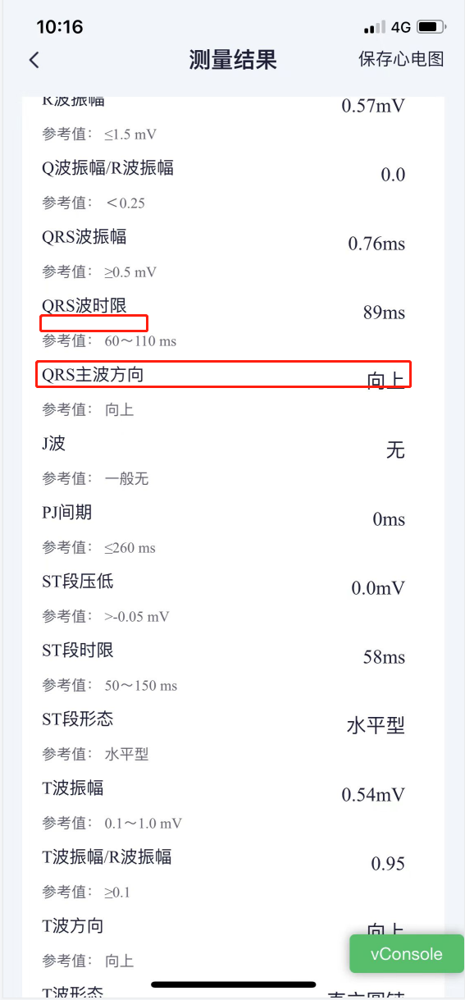 10:16 4G
测量结果 保存心电图
R波振幅 0.57mV
参考值： ≤1.5 mV
Q波振幅/R波振幅 0.0
参考值： ＜0.25
QRS波振幅 0.76ms
参考值： ≥0.5 mV
QRS波时限 89ms
参考值： 60～110 ms
QRS主波方向 向上
参考值： 向上
J波 无
参考值： 一般无
PJ间期 0ms
参考值： ≤260 ms
ST段压低 0.0mV
参考值： >-0.05 mV
ST段时限 58ms
参考值： 50～150 ms
ST段形态 水平型
参考值： 水平型
T波振幅 0.54mV
参考值： 0.1～1.0 mV
T波振幅/R波振幅 0.95
参考值： ≥0.1
T波方向 向上
vConsole
参考值： 向上
T波形态